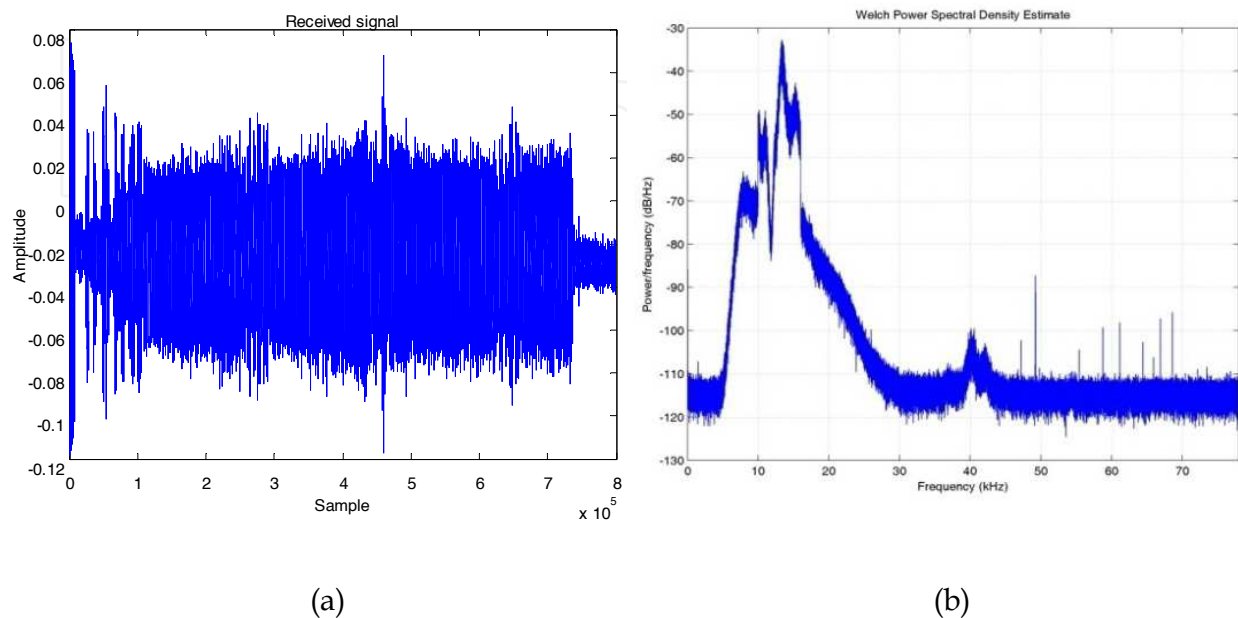 Received signal
0.08
0.06
0.04
0.02
0
-0.02
-0.04
-0.06
-0.08
-0.1
-0.12
Amplitude
0 1 2 3 4 5 6 7 8
Sample
x 10^5
(a)
Welch Power Spectral Density Estimate
-30
-40
-50
-60
-70
-80
-90
-100
-110
-120
-130
Power/frequency (dB/Hz)
0 10 20 30 40 50 60 70
Frequency (kHz)
(b)